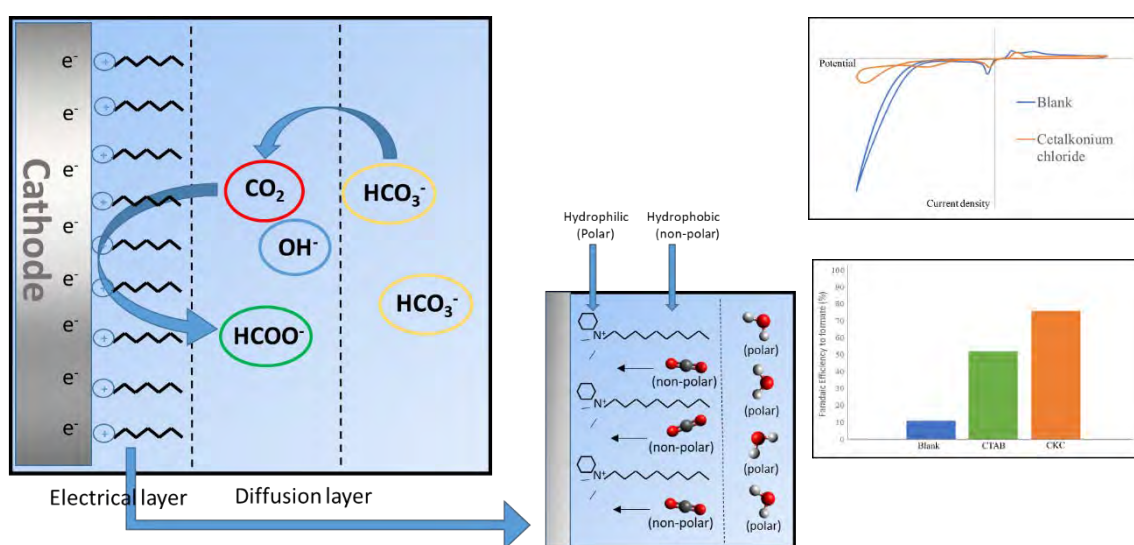 Cathode
e-
e-
e-
e-
e-
e-
e-
e-
+
+
+
+
+
+
+
+
+
CO2
HCO3-
OH-
HCO3-
HCOO-
Electrical layer
Diffusion layer
Hydrophilic
(Polar)
Hydrophobic
(non-polar)
N+
(non-polar)
N+
(non-polar)
N+
(non-polar)
(polar)
(polar)
(polar)
(polar)
Potential
Blank
Cetalkonium
chloride
Current density
Faradaic Efficiency to formate (%)
100
90
80
70
60
50
40
30
20
10
0
Blank
CTAB
CKC